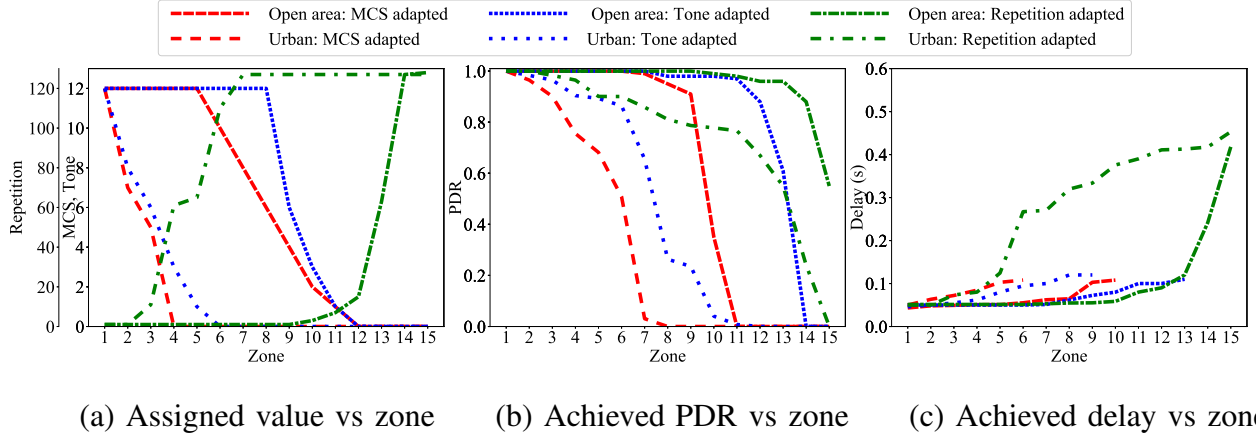 Open area: MCS adapted Open area: Tone adapted Open area: Repetition adapted
Urban: MCS adapted Urban: Tone adapted Urban: Repetition adapted
Repetition
120
100
80
60
40
20
0
MCS, Tone
12
10
8
6
4
2
0
1 2 3 4 5 6 7 8 9 10 11 12 13 14 15
Zone
PDR
1.0
0.8
0.6
0.4
0.2
0.0
1 2 3 4 5 6 7 8 9 10 11 12 13 14 15
Zone
Delay (s)
0.6
0.5
0.4
0.3
0.2
0.1
0.0
1 2 3 4 5 6 7 8 9 10 11 12 13 14 15
Zone
(a) Assigned value vs zone (b) Achieved PDR vs zone (c) Achieved delay vs zon